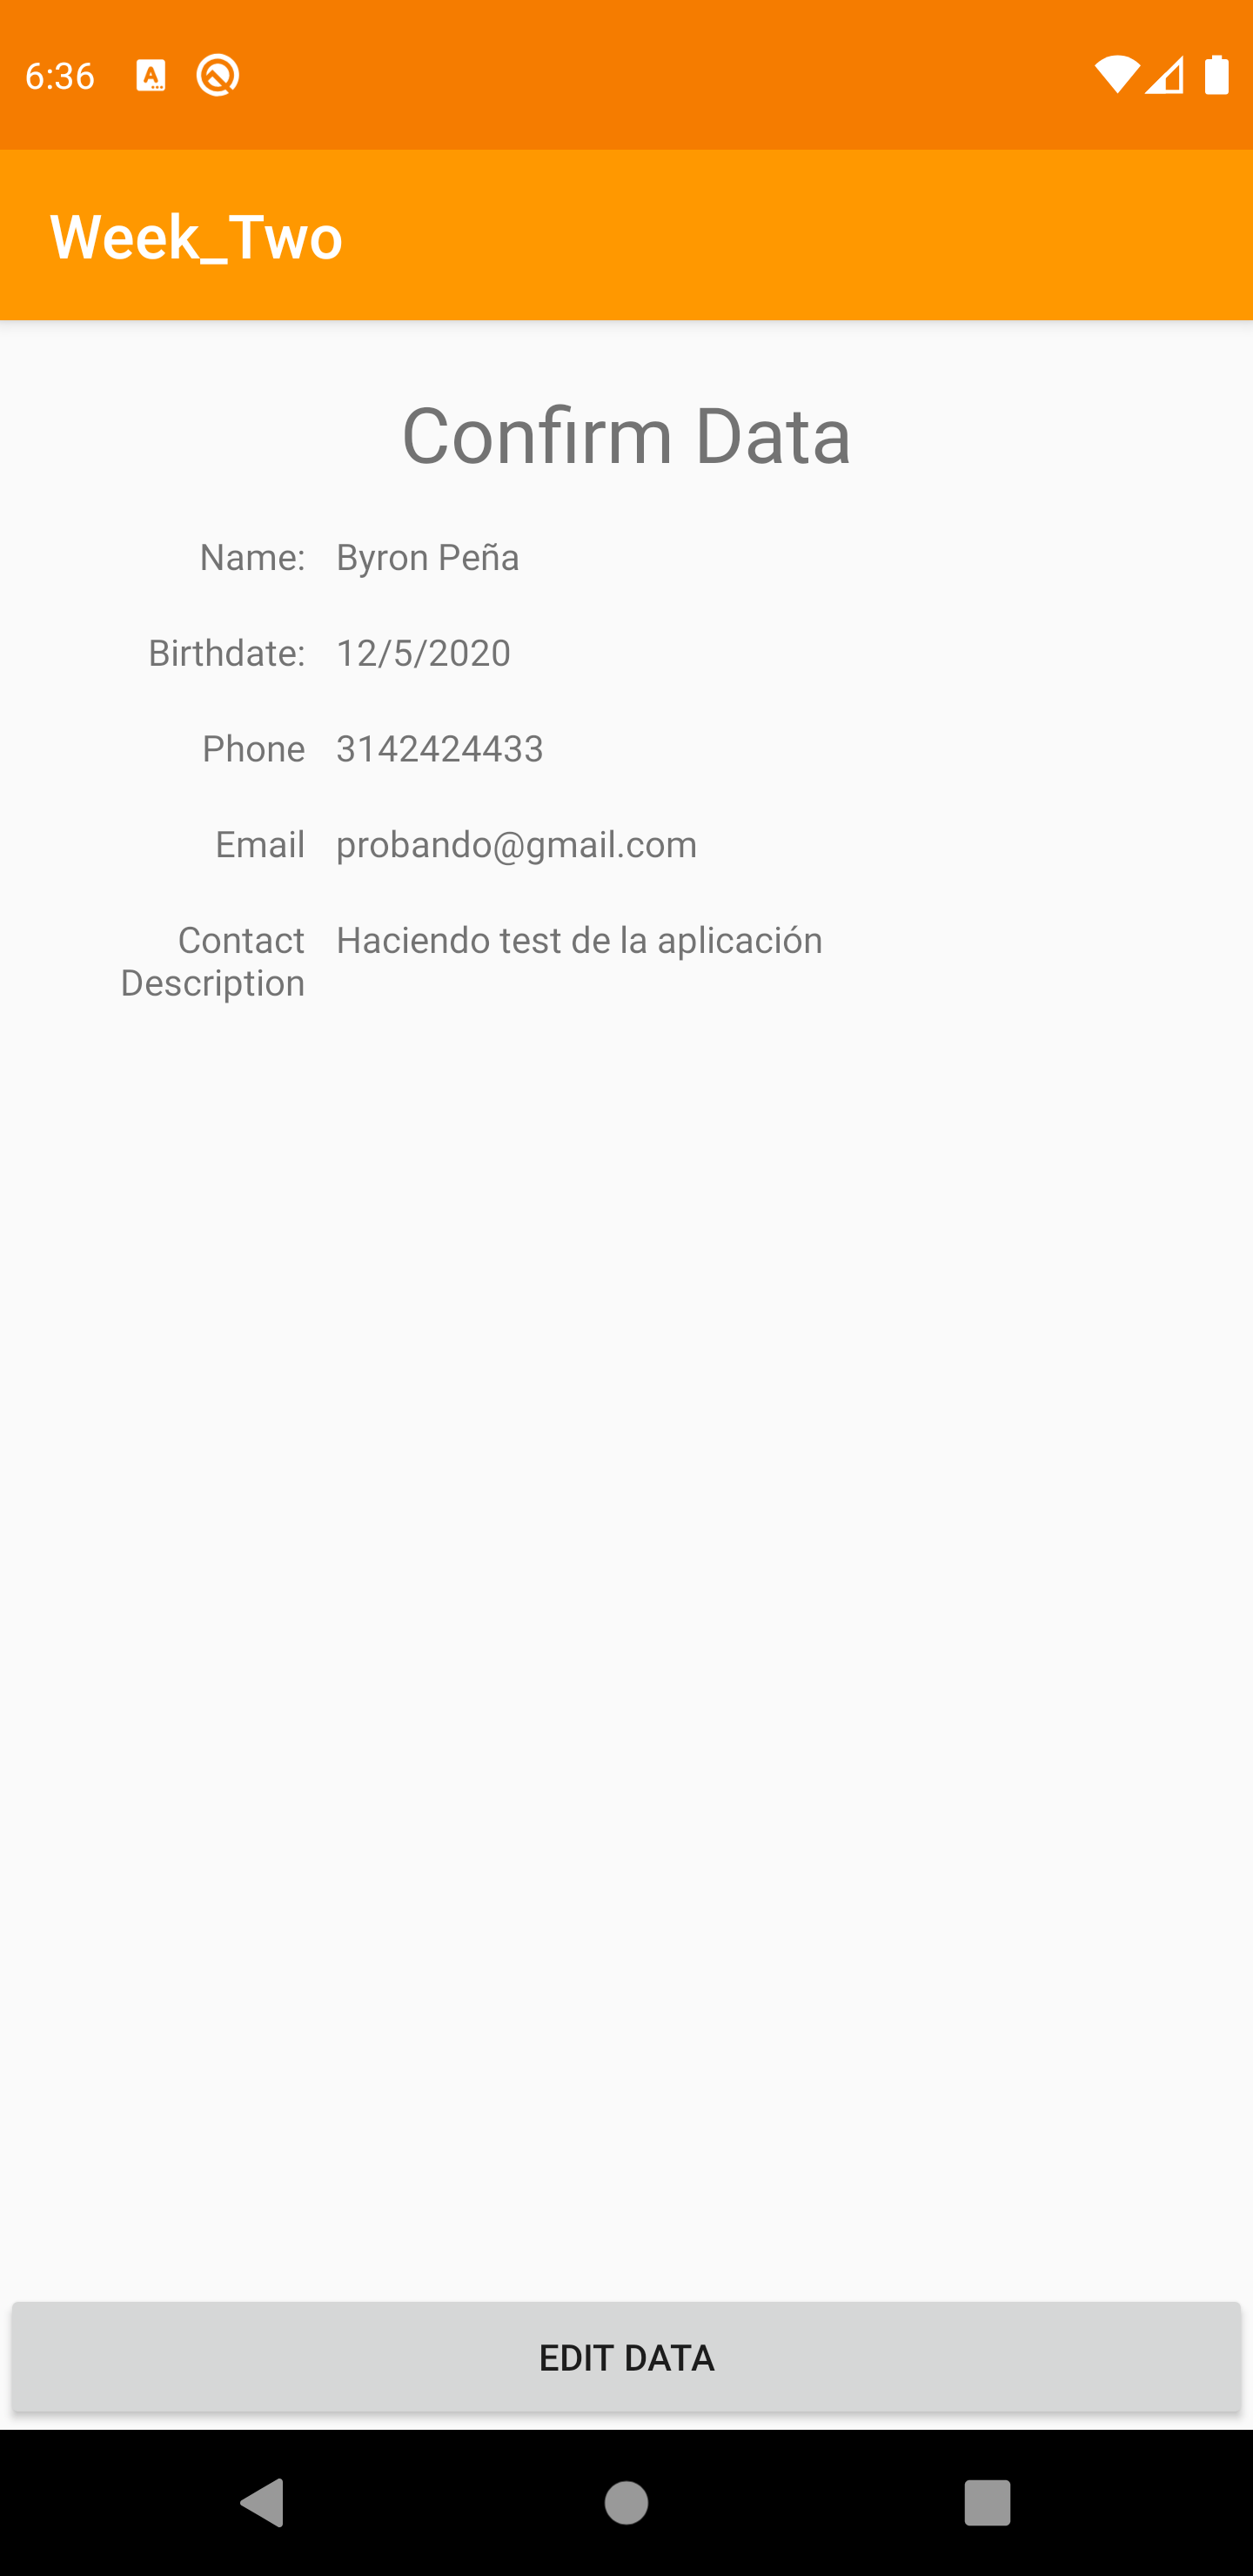 6:36
Week_Two
Confirm Data
Name: Byron Peña
Birthdate: 12/5/2020
Phone 3142424433
Email probando@gmail.com
Contact Haciendo test de la aplicación
Description
EDIT DATA